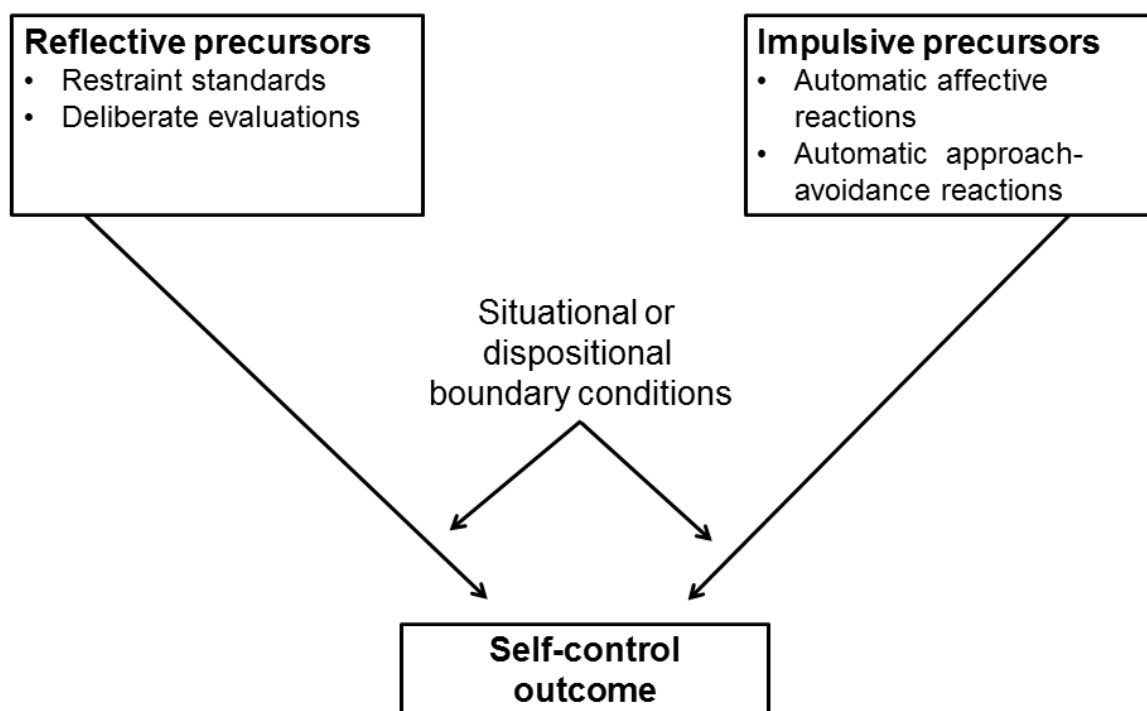 Reflective precursors
• Restraint standards
• Deliberate evaluations
Impulsive precursors
• Automatic affective
reactions
• Automatic approach-
avoidance reactions
Situational or
dispositional
boundary conditions
Self-control
outcome